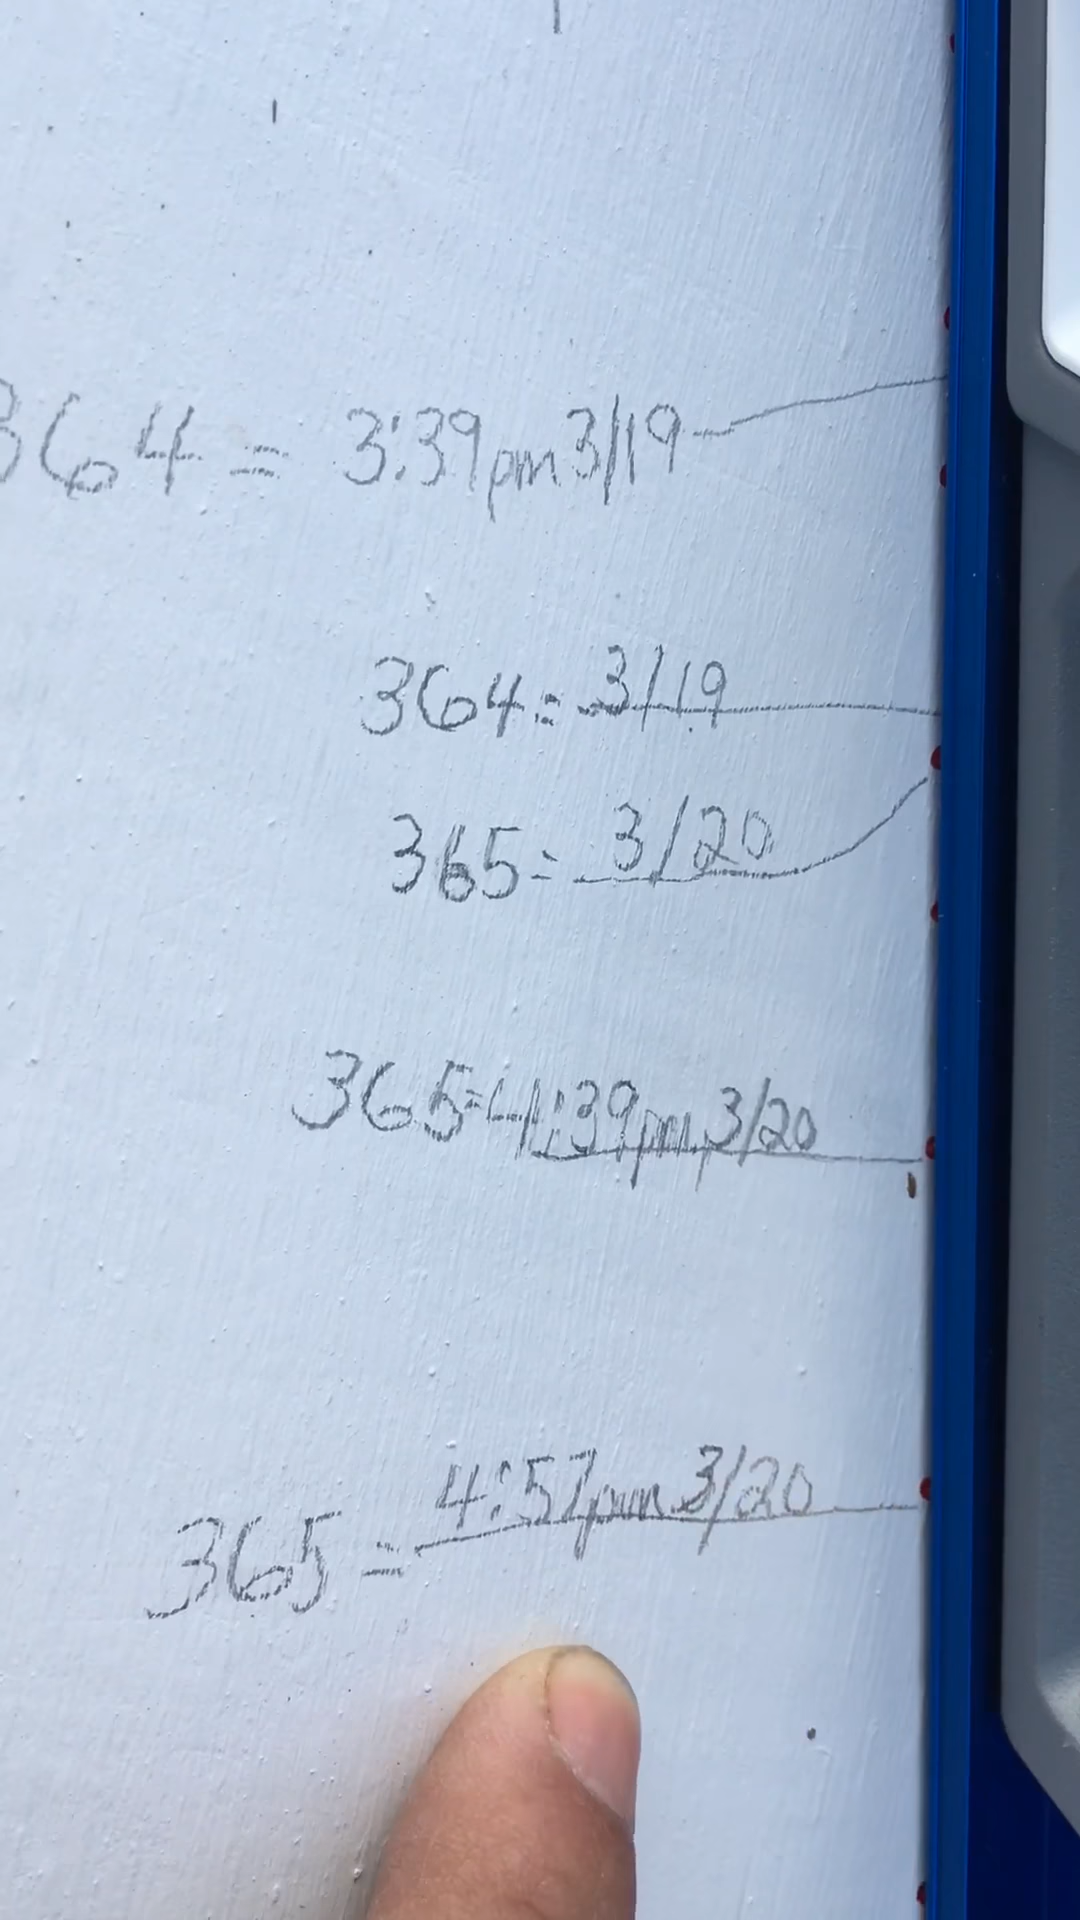 364 = 3:39pm 3/19
364 = 3/19
365 = 3/20
365 = 4:39pm 3/20
365 = 4:57pm 3/20